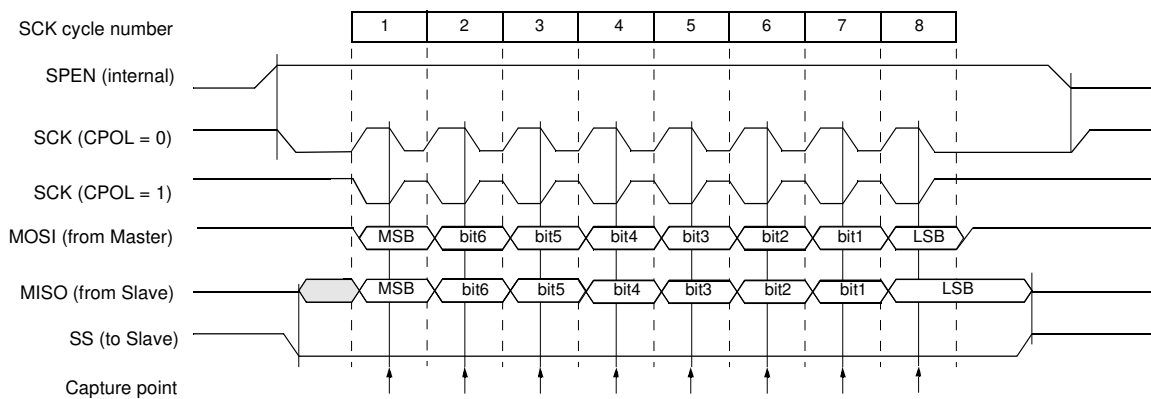 SCK cycle number 1 2 3 4 5 6 7 8
SPEN (internal)
SCK (CPOL = 0)
SCK (CPOL = 1)
MOSI (from Master) MSB bit6 bit5 bit4 bit3 bit2 bit1 LSB
MISO (from Slave) MSB bit6 bit5 bit4 bit3 bit2 bit1 LSB
SS (to Slave)
Capture point